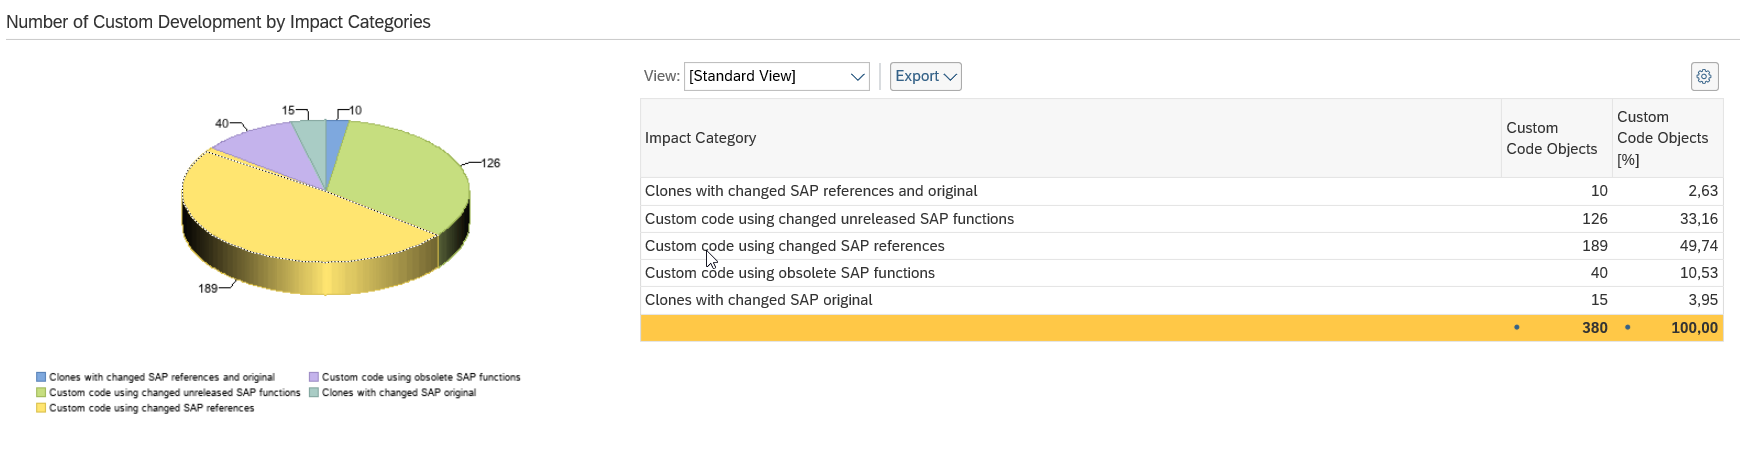 Number of Custom Development by Impact Categories
View: [Standard View] Export
Impact Category Custom Code Objects Custom Code Objects [%]
Clones with changed SAP references and original 10 2,63
Custom code using changed unreleased SAP functions 126 33,16
Custom code using changed SAP references 189 49,74
Custom code using obsolete SAP functions 40 10,53
Clones with changed SAP original 15 3,95
• 380 • 100,00
15 10
40
126
189
Clones with changed SAP references and original Custom code using obsolete SAP functions
Custom code using changed unreleased SAP functions Clones with changed SAP original
Custom code using changed SAP references